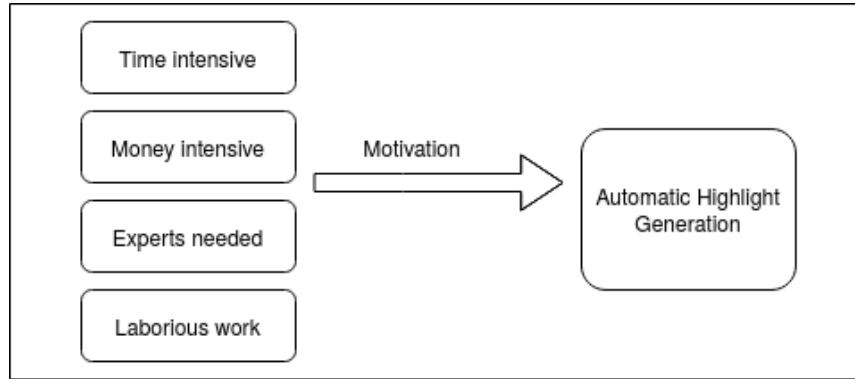 Time intensive
Money intensive
Experts needed
Laborious work
Motivation
Automatic Highlight
Generation